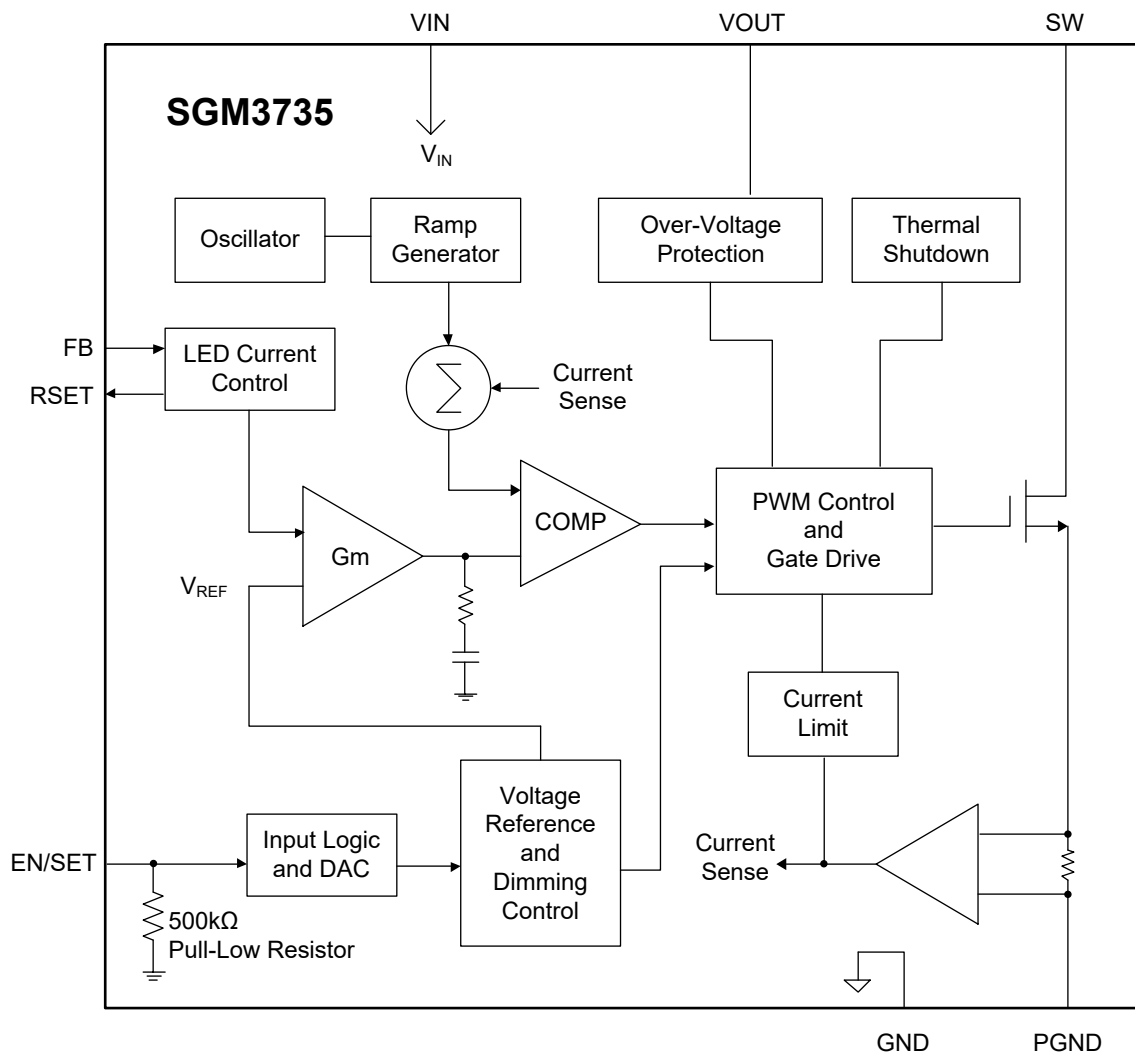 VIN
VOUT
SW
SGM3735
VIN
Oscillator
Ramp
Generator
Over-Voltage
Protection
Thermal
Shutdown
FB
RSET
LED Current
Control
∑
Current
Sense
COMP
Gm
VREF
PWM Control
and
Gate Drive
Current
Limit
Voltage
Reference
and
Dimming
Control
EN/SET
Input Logic
and DAC
Current
Sense
500kΩ
Pull-Low Resistor
GND
PGND